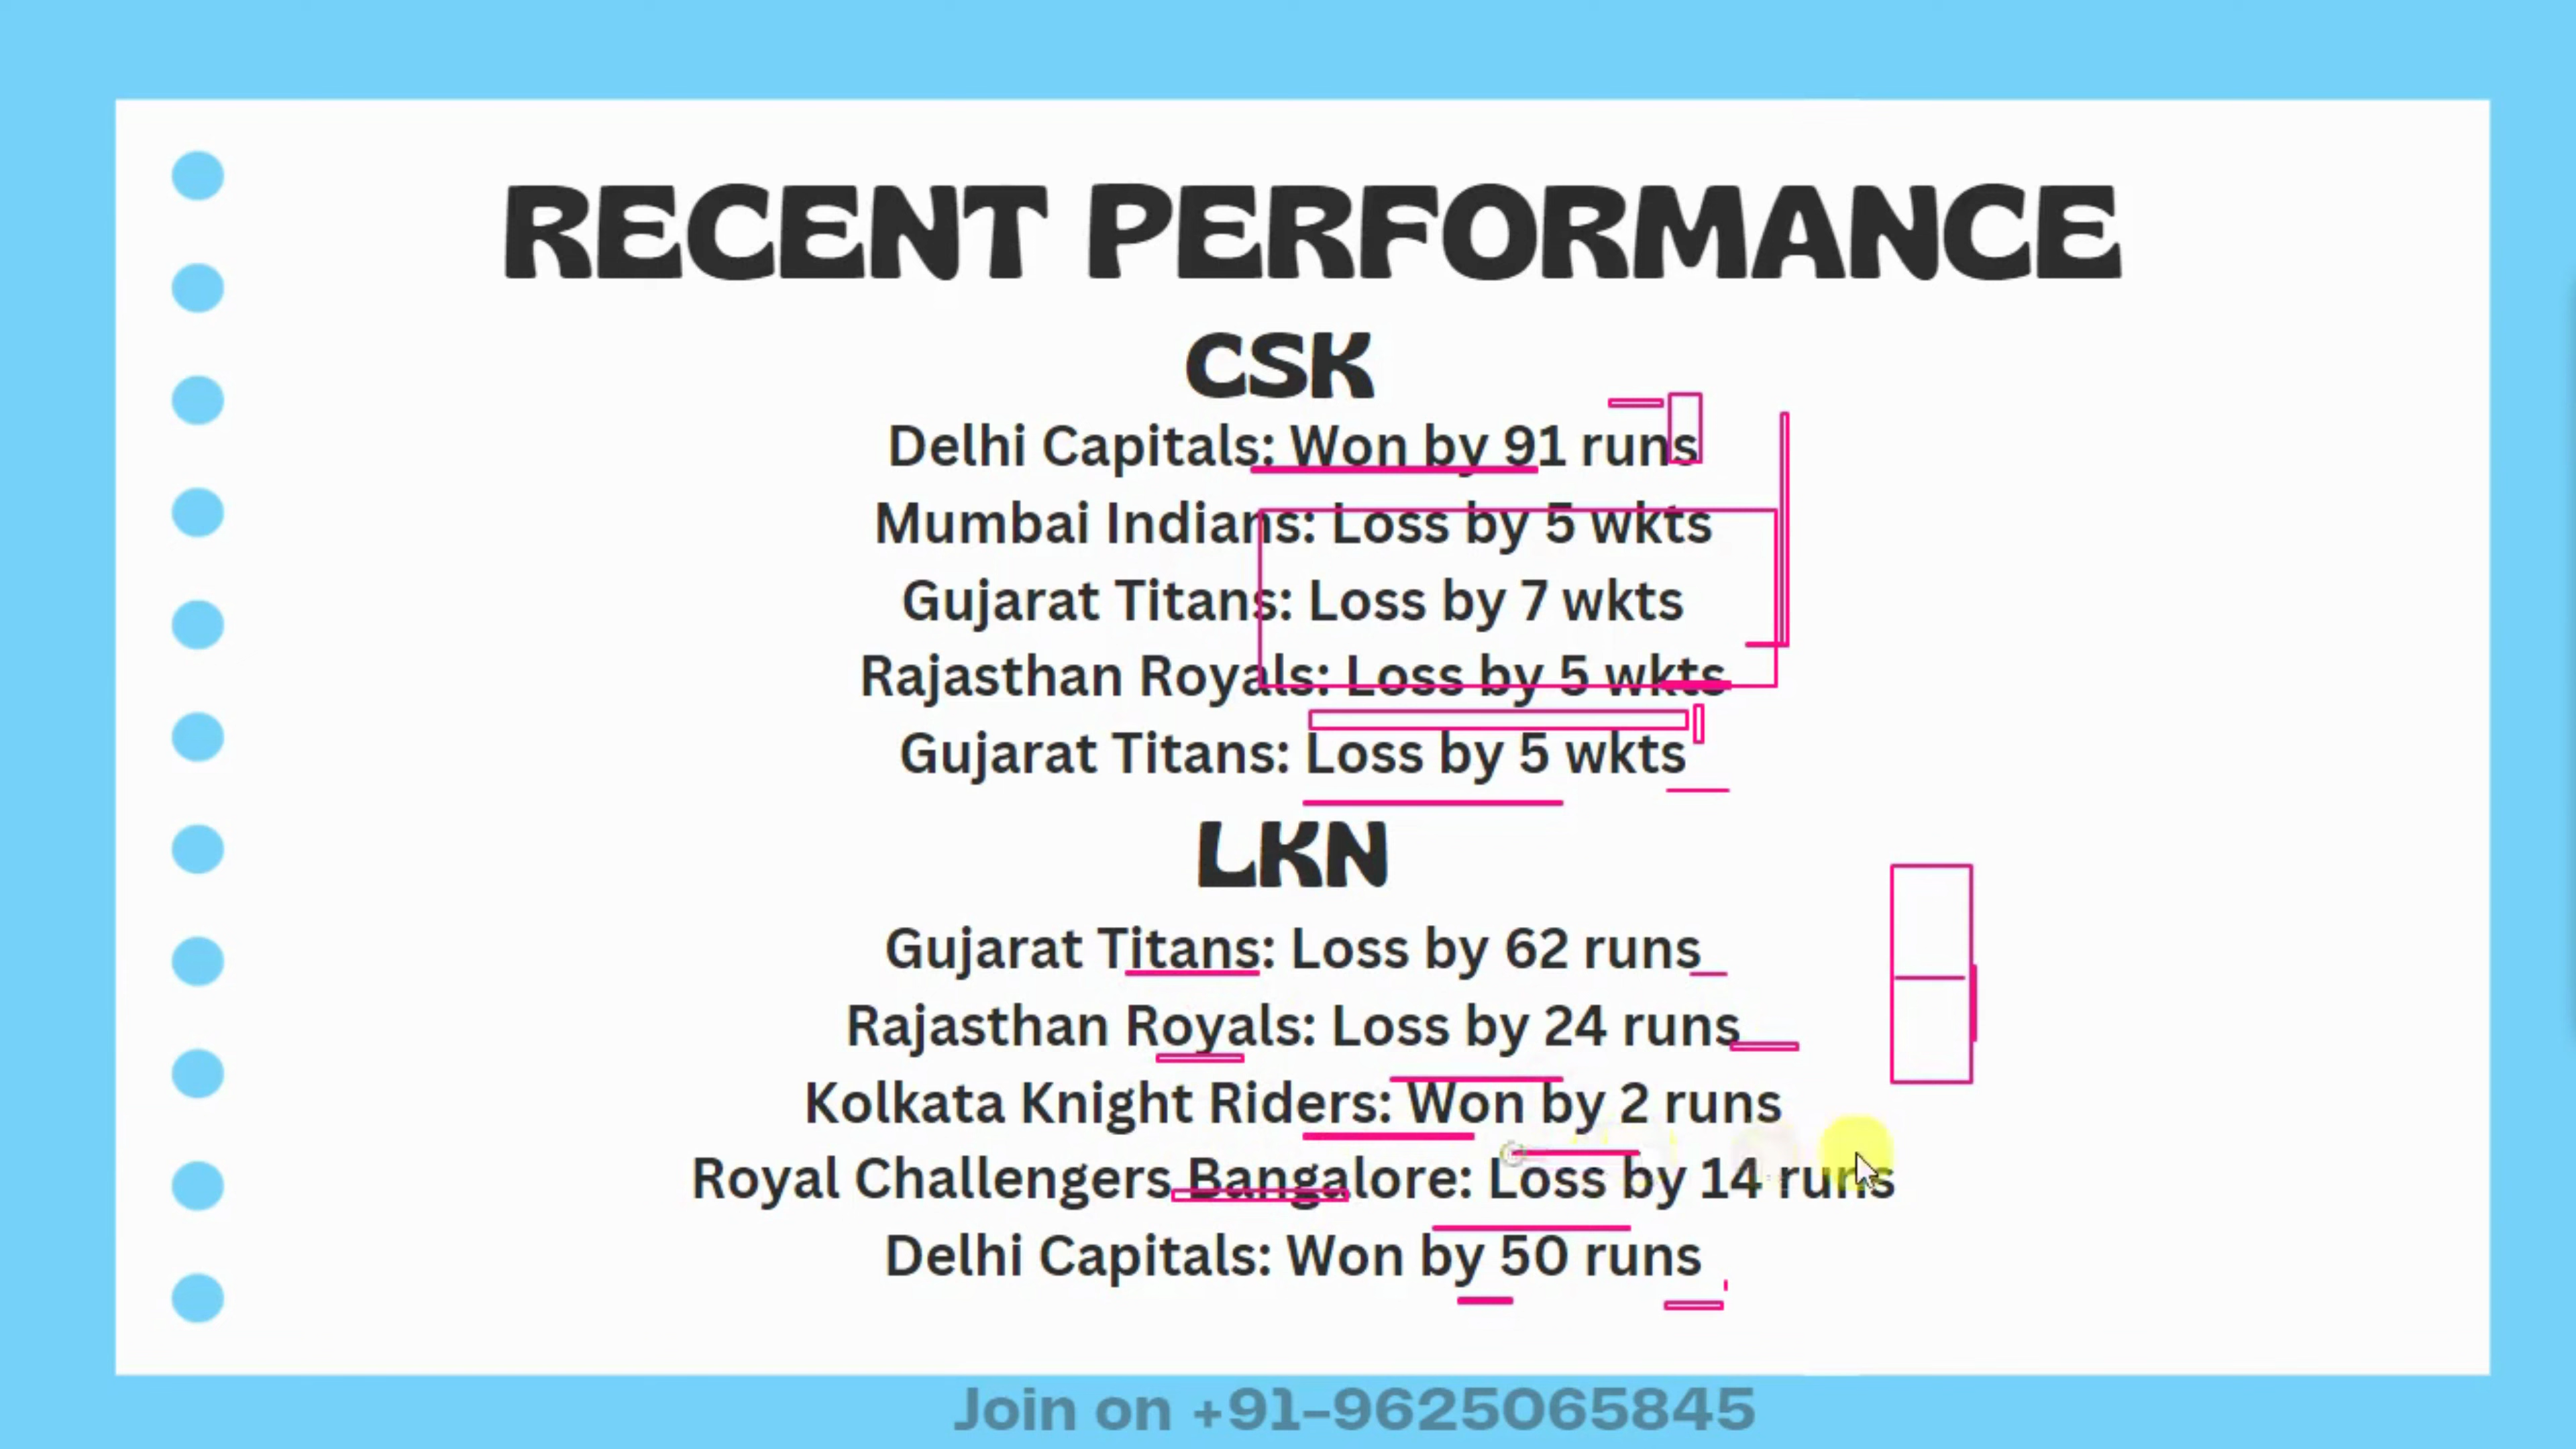 RECENT PERFORMANCE
CSK
Delhi Capitals: Won by 91 runs
Mumbai Indians: Loss by 5 wkts
Gujarat Titans: Loss by 7 wkts
Rajasthan Royals: Loss by 5 wkts
Gujarat Titans: Loss by 5 wkts
LKN
Gujarat Titans: Loss by 62 runs
Rajasthan Royals: Loss by 24 runs
Kolkata Knight Riders: Won by 2 runs
Royal Challengers Bangalore: Loss by 14 runs
Delhi Capitals: Won by 50 runs
Join on +91-9625065845